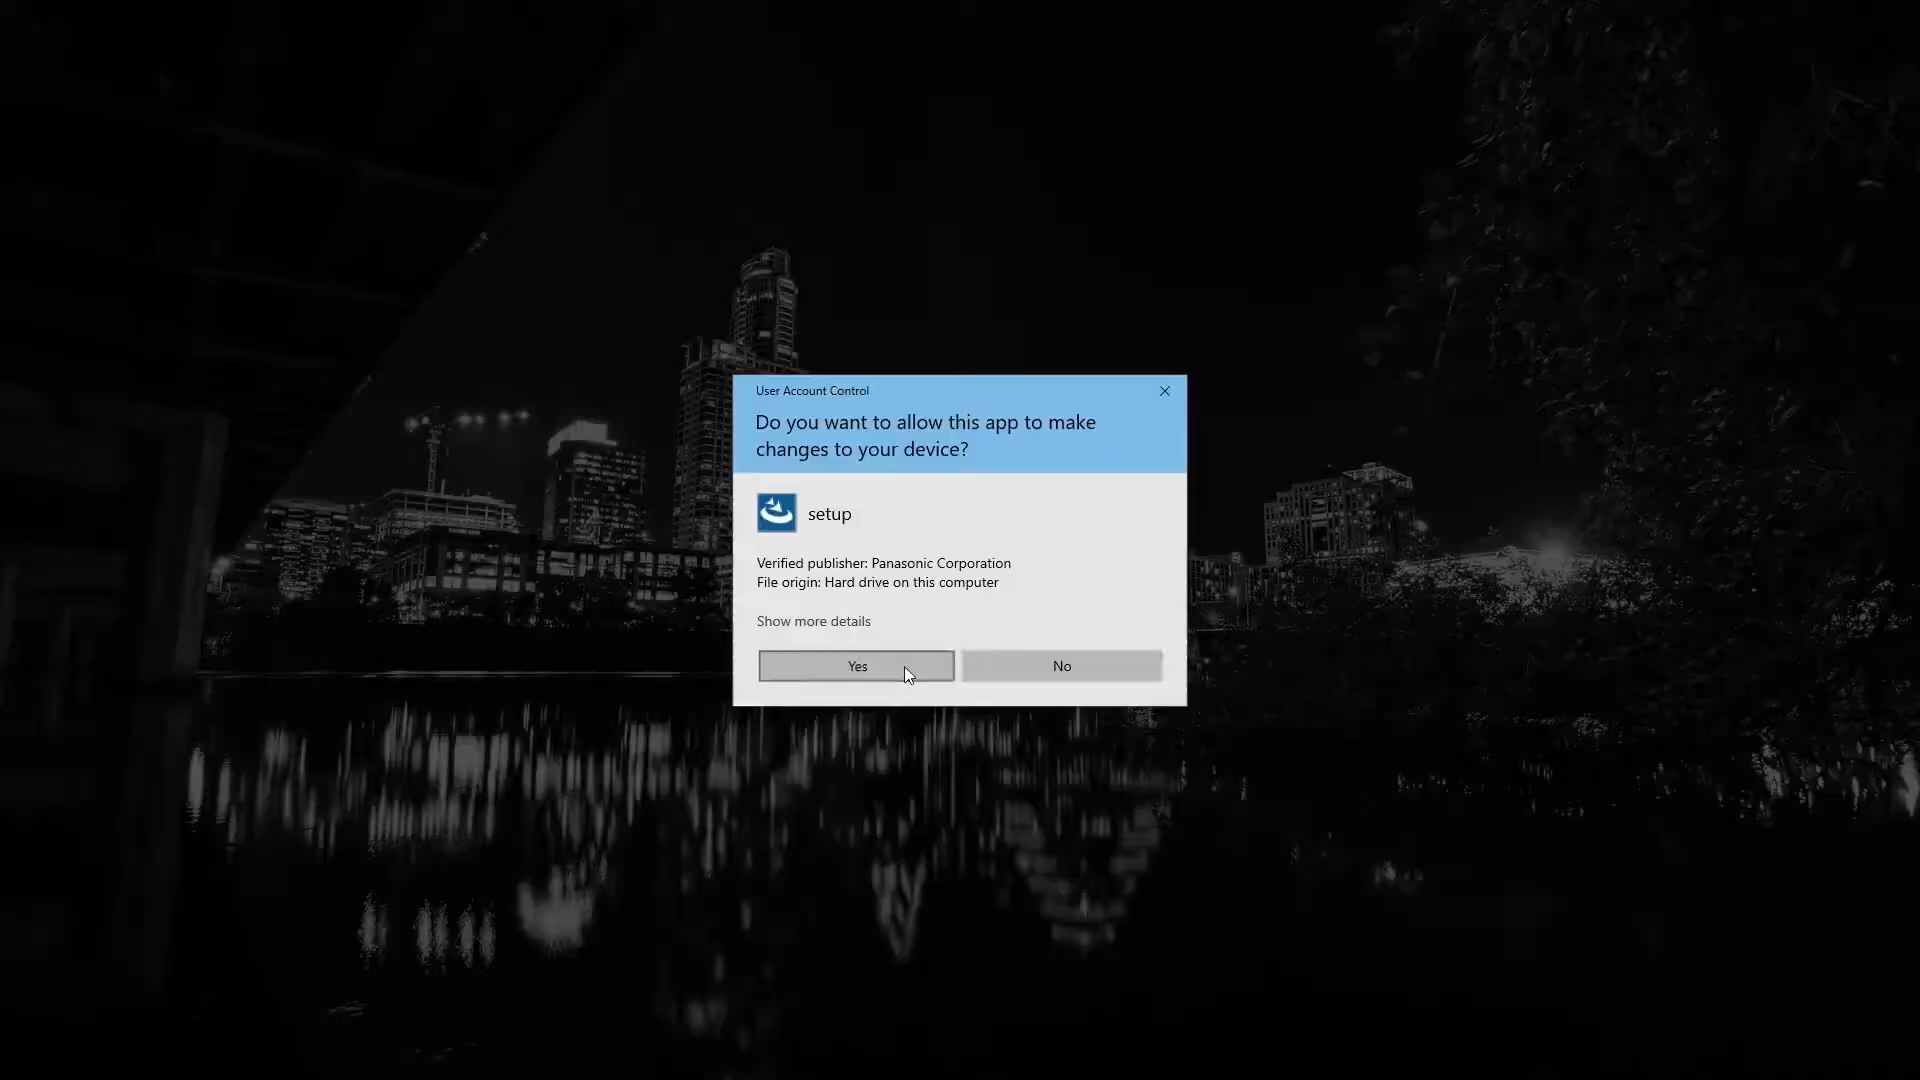 User Account Control
Do you want to allow this app to make
changes to your device?
setup
Verified publisher: Panasonic Corporation
File origin: Hard drive on this computer
Show more details
Yes
No